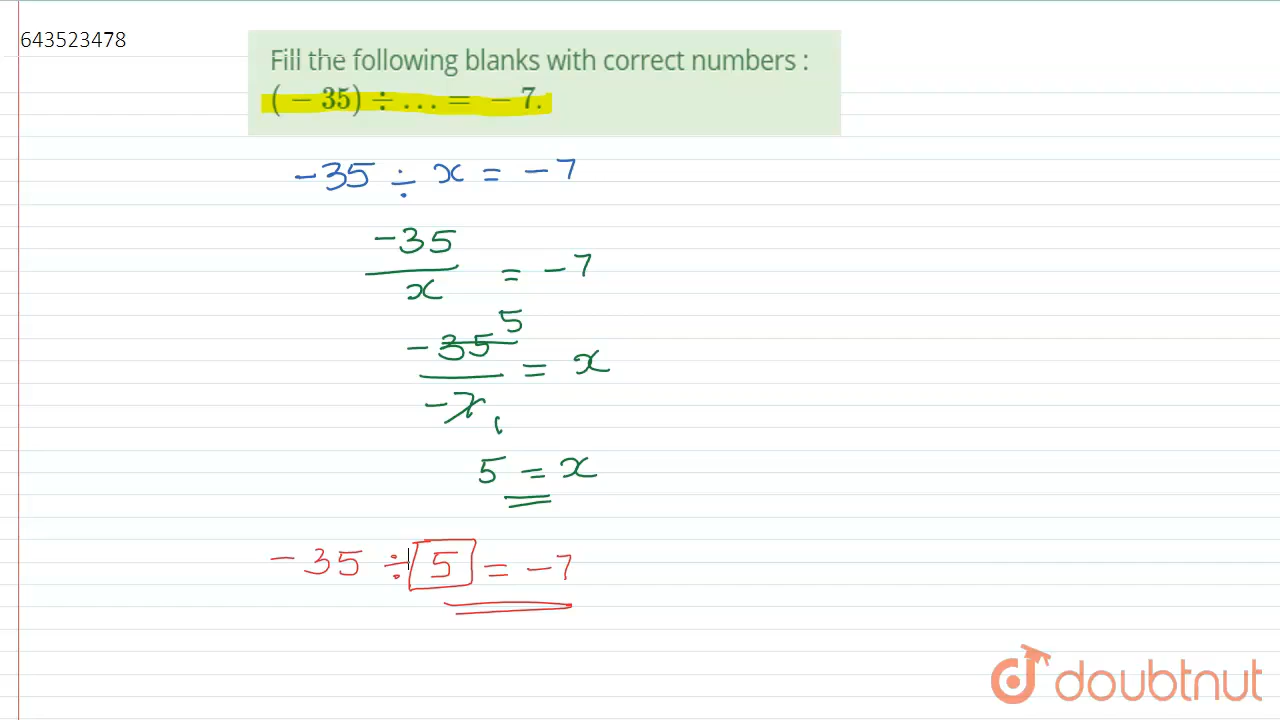 643523478
Fill the following blanks with correct numbers :
( − 35) ÷ … = − 7.
-35 ÷ x = -7
-35
x
= -7
-35 5
-7 1
= x
5 = x
-35 ÷ 5 = -7
doubtnut